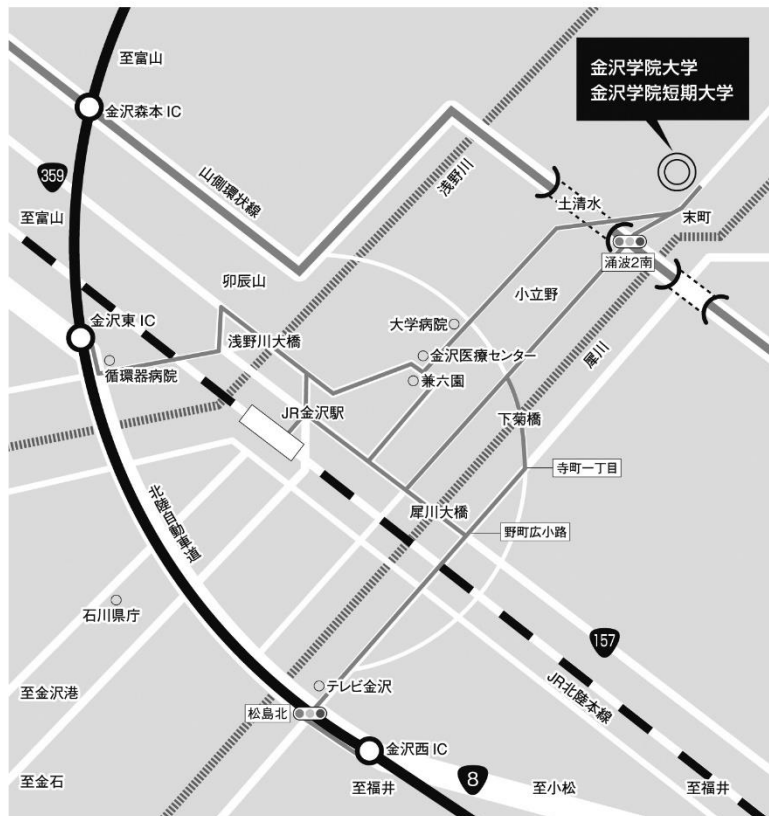 至富山
金沢学院大学
金沢学院短期大学
金沢森本 IC
359
山側環状線
浅野川
至富山
土清水
末町
涌波2南
卯辰山
小立野
金沢東 IC
大学病院
浅野川大橋
金沢医療センター
犀川
循環器病院
兼六園
JR金沢駅
下菊橋
寺町一丁目
北陸自動車道
犀川大橋
野町広小路
石川県庁
157
JR北陸本線
テレビ金沢
至金沢港
松島北
金沢西 IC
至金石
8
至福井
至小松
至福井